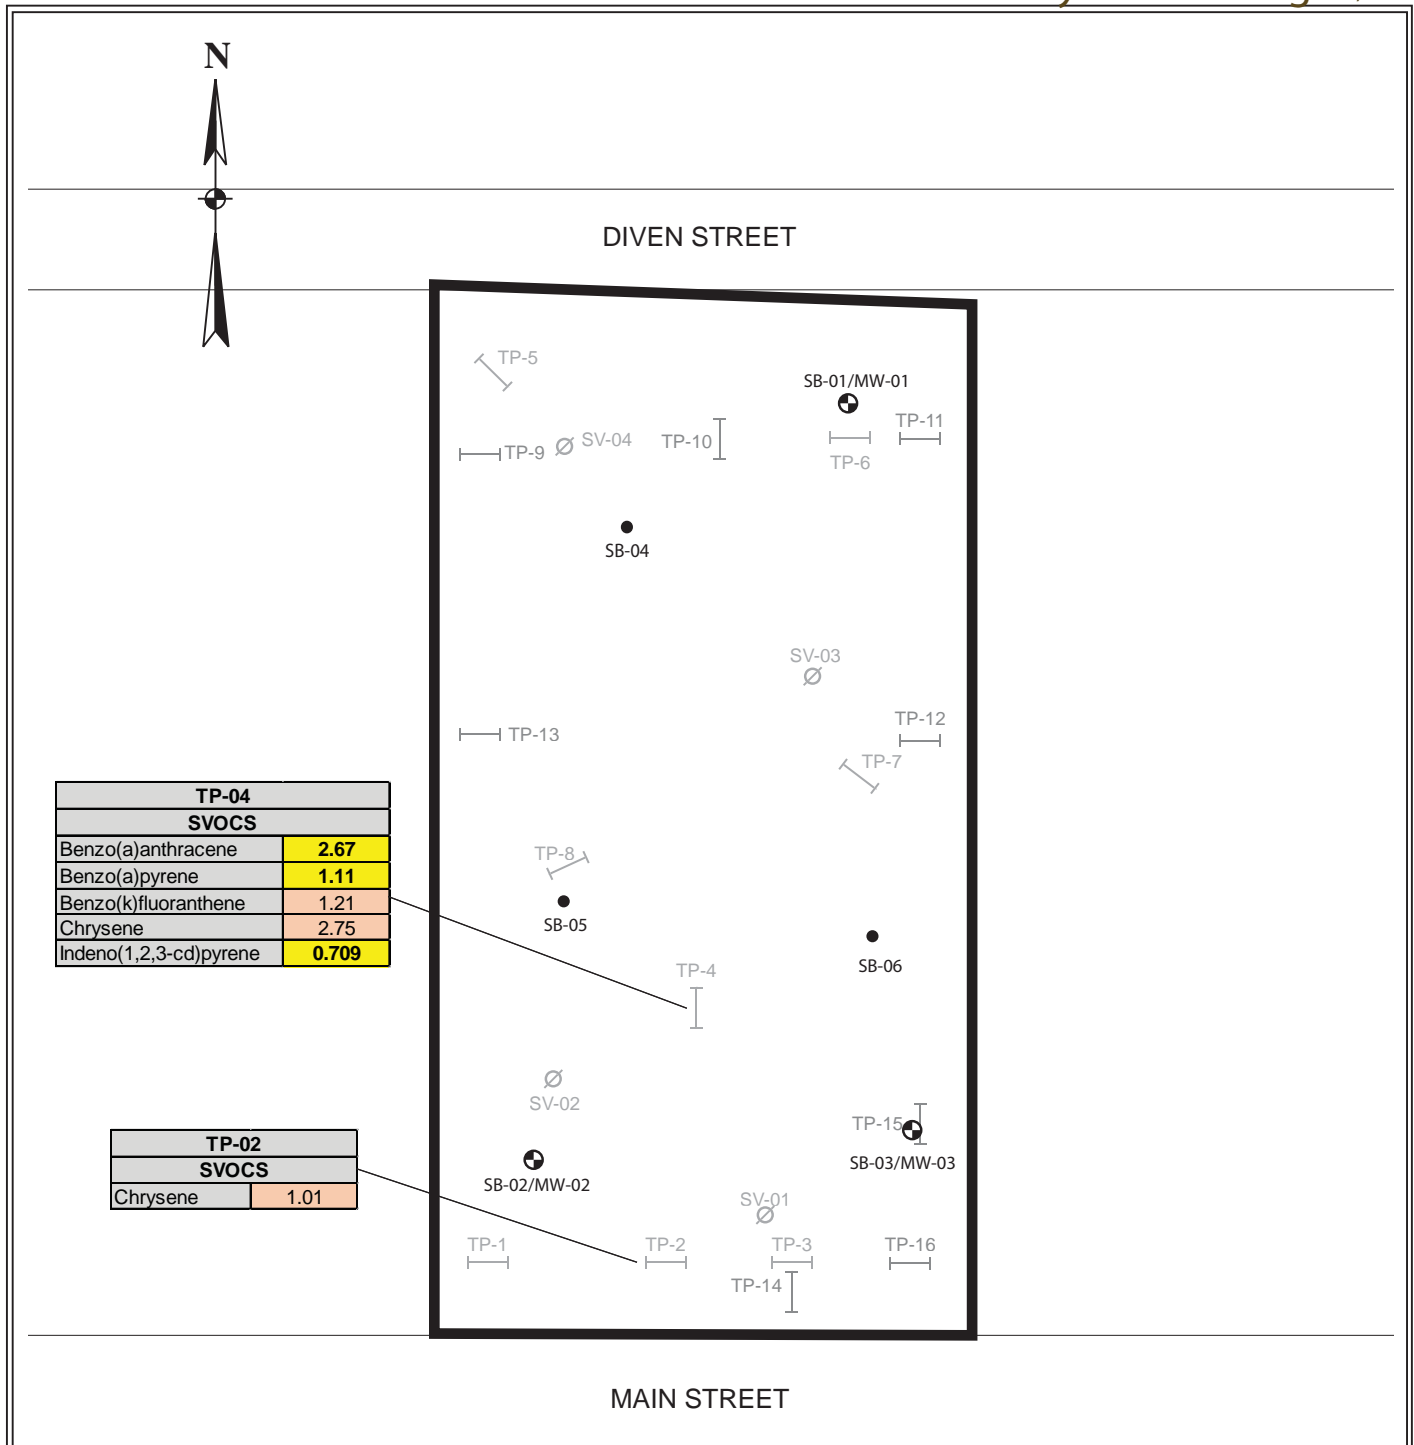 N
DIVEN STREET
TP-5
SB-01/MW-01
TP-11
TP-9
SV-04
TP-10
TP-6
SB-04
SV-03
TP-12
TP-13
TP-7
TP-04
SVOCS
Benzo(a)anthracene 2.67
Benzo(a)pyrene 1.11
Benzo(k)fluoranthene 1.21
Chrysene 2.75
Indeno(1,2,3-cd)pyrene 0.709
TP-8
SB-05
SB-06
TP-4
SV-02
TP-15
SB-03/MW-03
TP-02
SVOCS
Chrysene 1.01
SB-02/MW-02
SV-01
TP-1
TP-2
TP-3
TP-16
TP-14
MAIN STREET